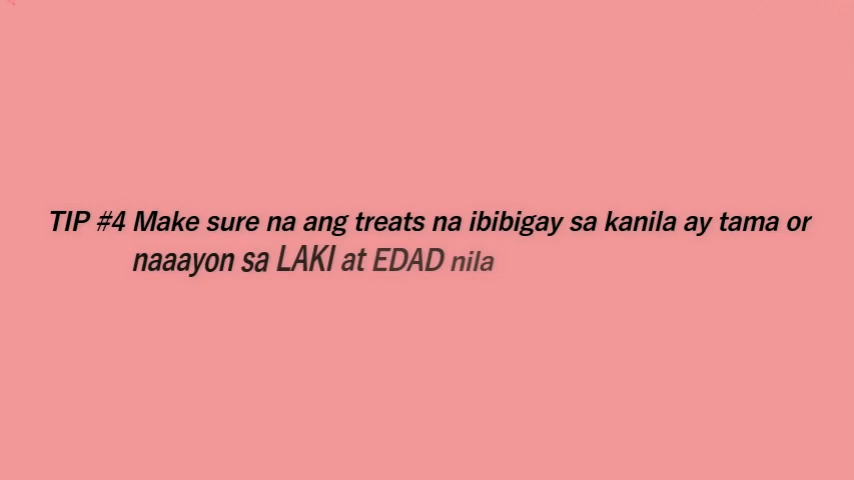 TIP #4 Make sure na ang treats na ibibigay sa kanila ay tama or
naaayon sa LAKI at EDAD nila